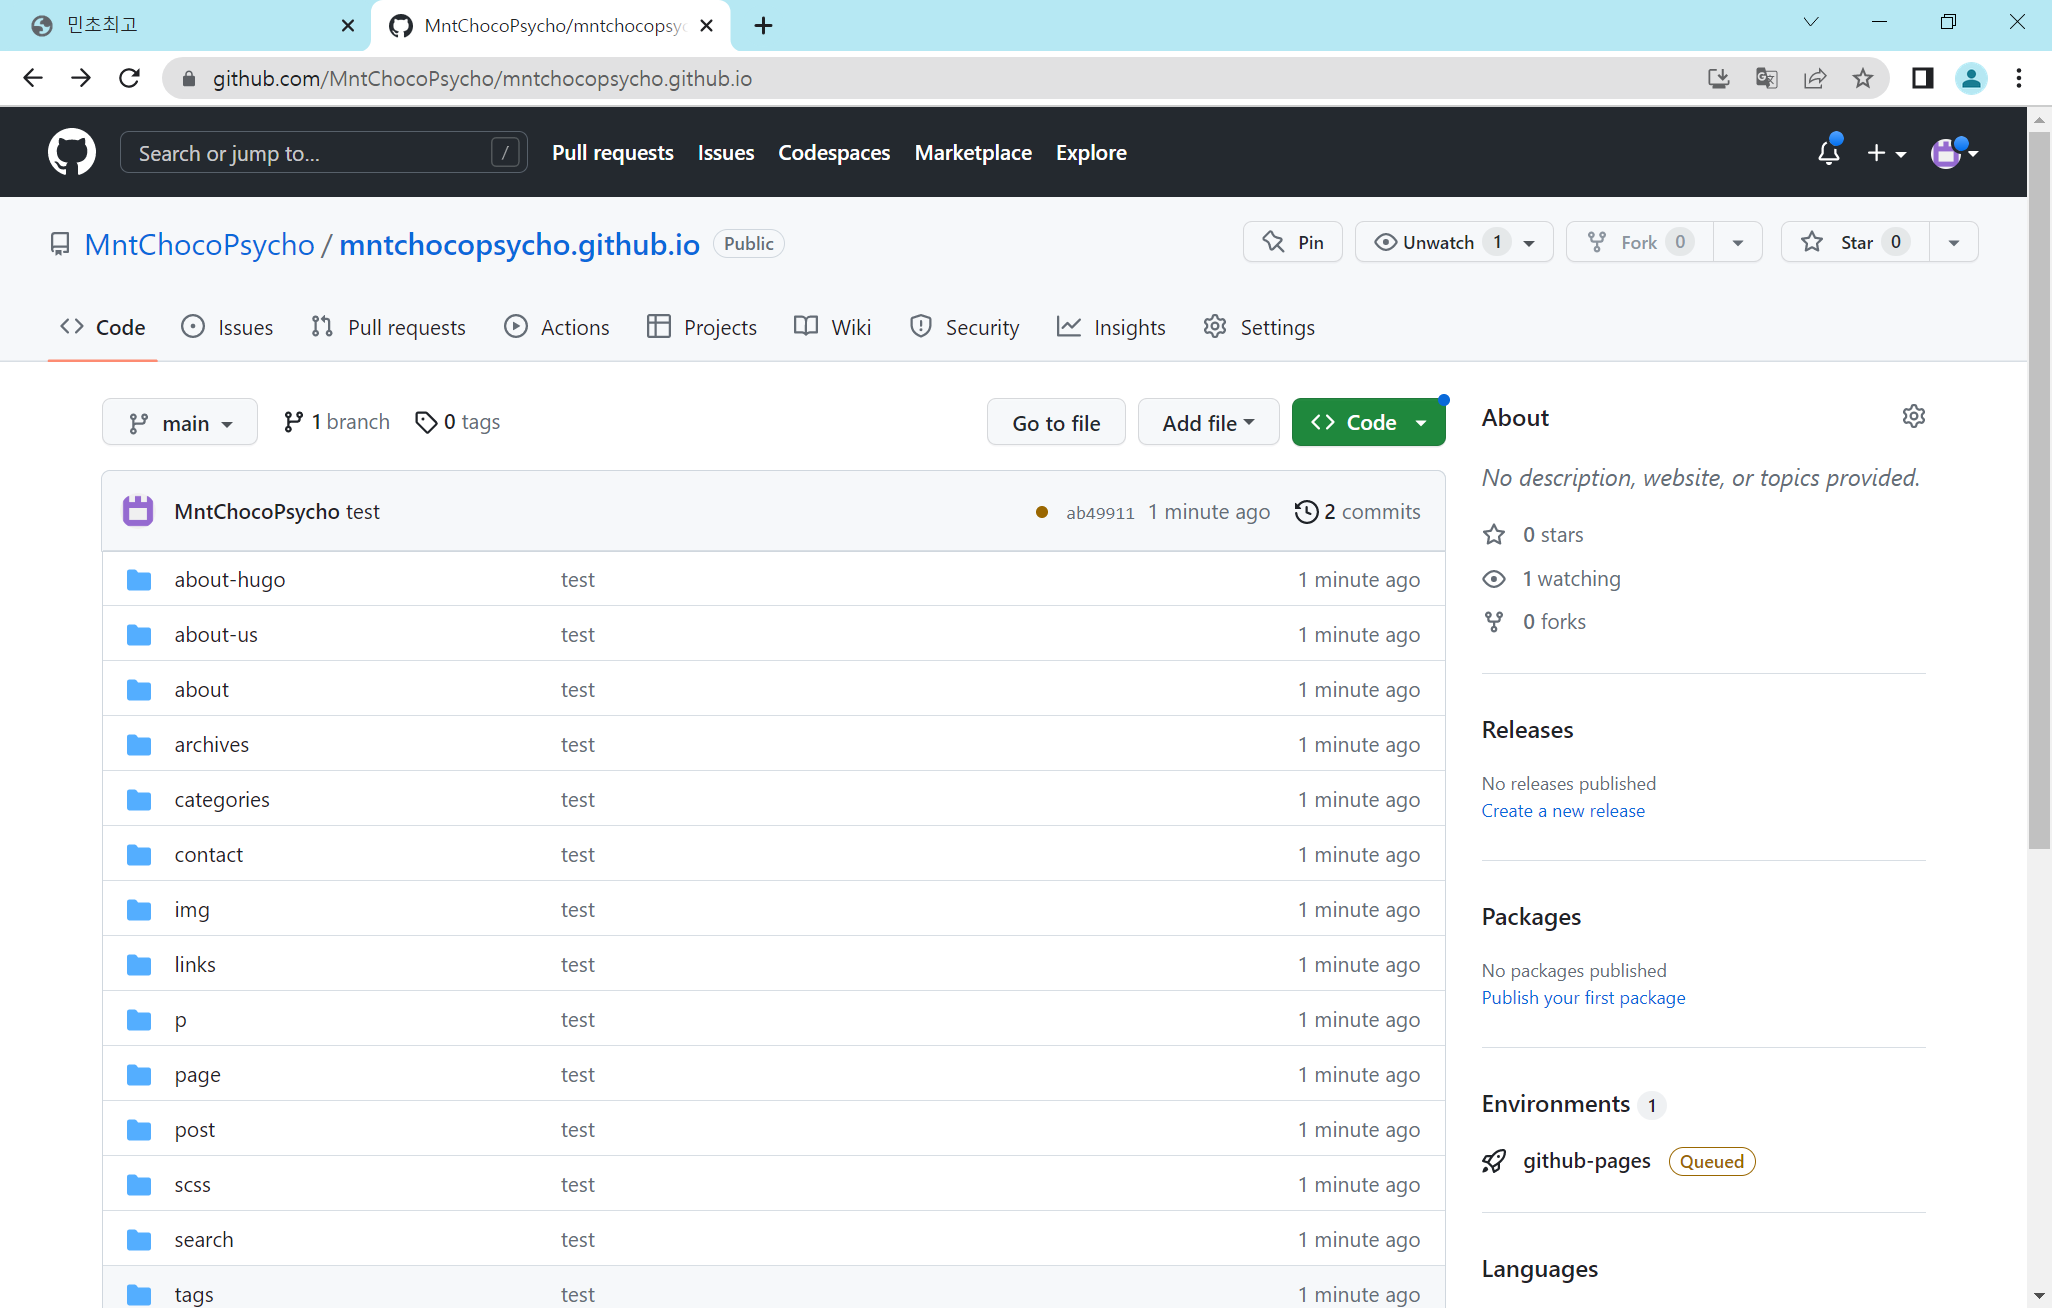 민초최고
MntChocoPsycho/mntchocopsy
github.com/MntChocoPsycho/mntchocopsycho.github.io
Search or jump to... /
Pull requests Issues Codespaces Marketplace Explore
MntChocoPsycho / mntchocopsycho.github.io Public
Pin Unwatch 1 Fork 0 Star 0
Code Issues Pull requests Actions Projects Wiki Security Insights Settings
main 1 branch 0 tags Go to file Add file Code
MntChocoPsycho test ab49911 1 minute ago 2 commits
about-hugo test 1 minute ago
about-us test 1 minute ago
about test 1 minute ago
archives test 1 minute ago
categories test 1 minute ago
contact test 1 minute ago
img test 1 minute ago
links test 1 minute ago
p test 1 minute ago
page test 1 minute ago
post test 1 minute ago
scss test 1 minute ago
search test 1 minute ago
tags test 1 minute ago
About
No description, website, or topics provided.
0 stars
1 watching
0 forks
Releases
No releases published
Create a new release
Packages
No packages published
Publish your first package
Environments 1
github-pages Queued
Languages